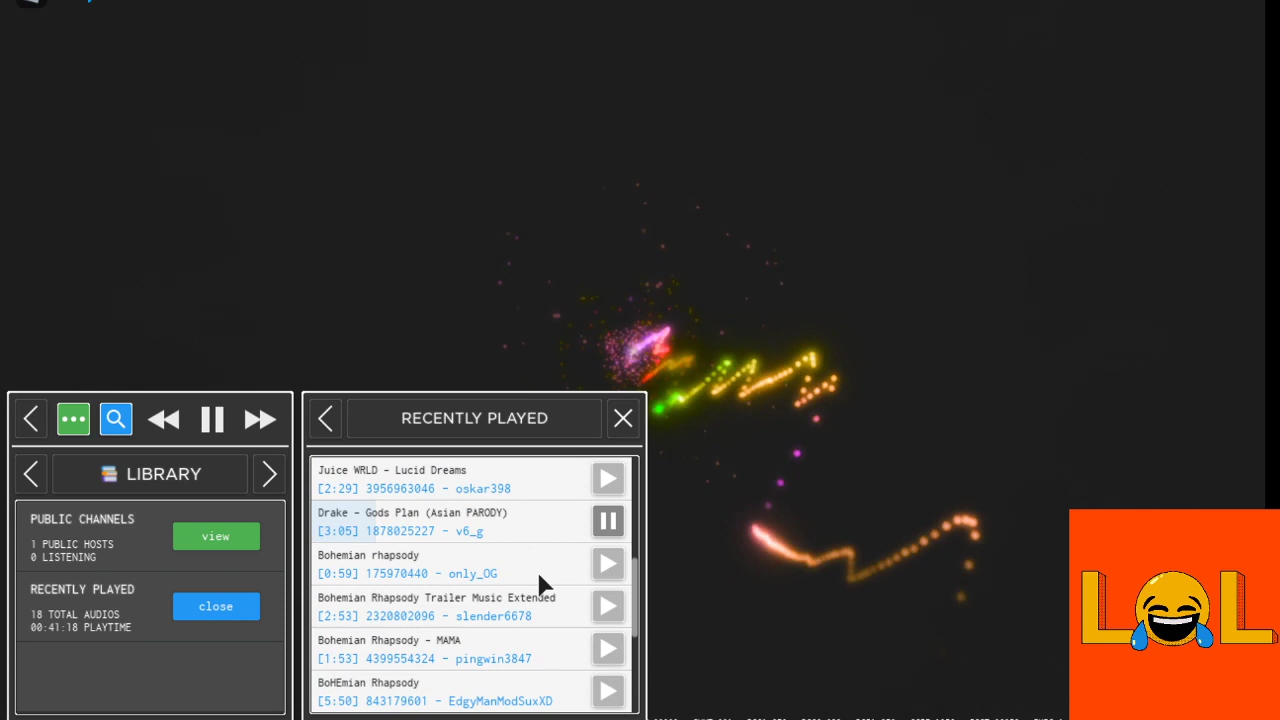 RECENTLY PLAYED
📚 LIBRARY
PUBLIC CHANNELS
1 PUBLIC HOSTS
0 LISTENING
view
RECENTLY PLAYED
18 TOTAL AUDIOS
00:41:18 PLAYTIME
close
Juice WRLD - Lucid Dreams
[2:29] 3956963046 - oskar398
Drake - Gods Plan (Asian PARODY)
[3:05] 1878025227 - v6_g
Bohemian rhapsody
[0:59] 175970440 - only_OG
Bohemian Rhapsody Trailer Music Extended
[2:53] 2320802096 - slender6678
Bohemian Rhapsody - MAMA
[1:53] 4399554324 - pingwin3847
BoHEmian Rhapsody
[5:50] 843179601 - EdgyManModSuxXD
LOL